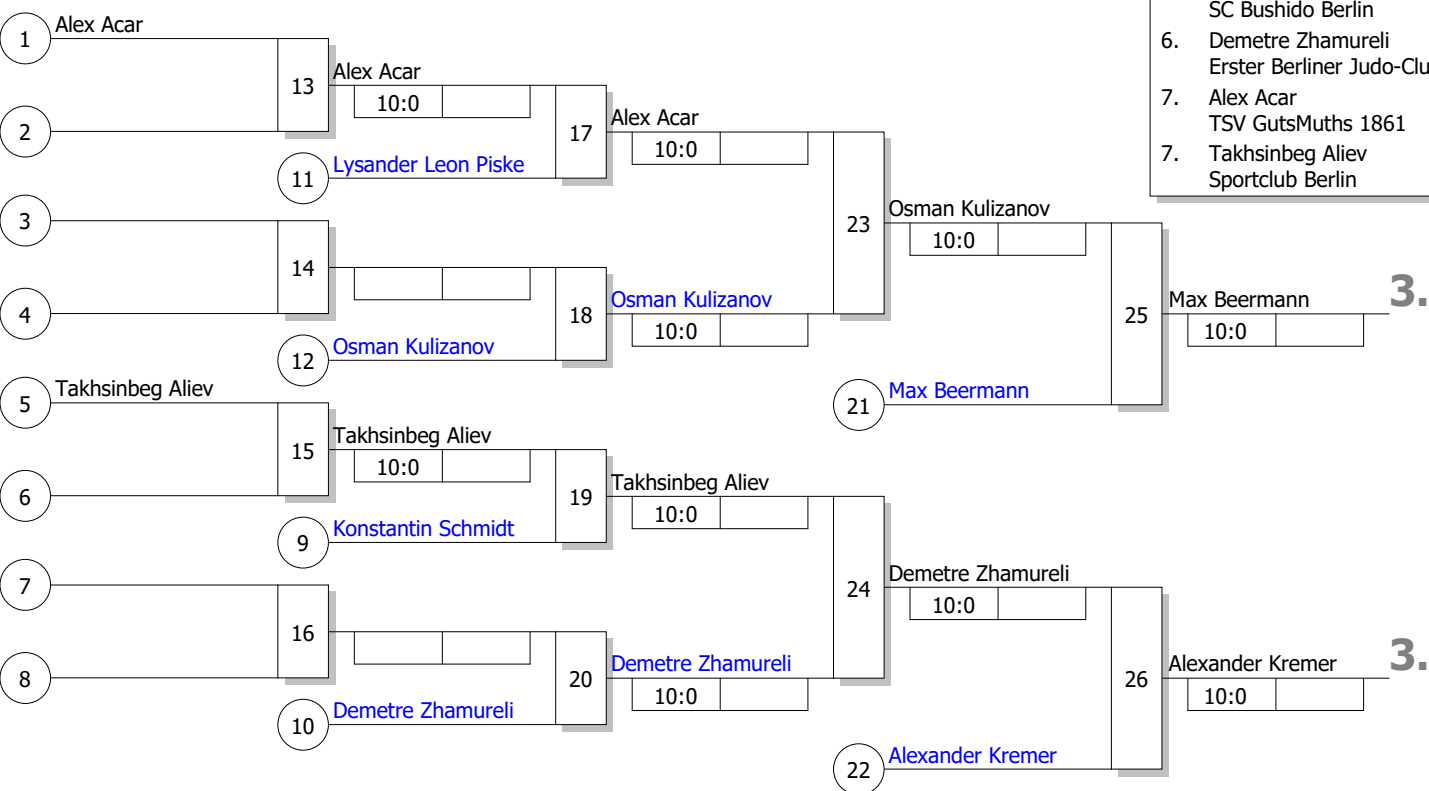 SC Bushido Berlin
6. Demetre Zhamureli
Erster Berliner
7. Alex Acar
TSV GutsMuths 1861
7. Takhsinbeg Aliev
Sportclub Berlin
1 Alex Acar
13 Alex Acar
10:0
2
17 Alex Acar
10:0
11 Lysander Leon Piske
3
23 Osman Kulizanov
10:0
14
4
18 Osman Kulizanov
10:0
12 Osman Kulizanov
25 Max Beermann 3.
10:0
21 Max Beermann
5 Takhsinbeg Aliev
15 Takhsinbeg Aliev
10:0
6
19 Takhsinbeg Aliev
10:0
9 Konstantin Schmidt
7
24 Demetre Zhamureli
10:0
16
8
20 Demetre Zhamureli
10:0
10 Demetre Zhamureli
26 Alexander Kremer 3.
10:0
22 Alexander Kremer